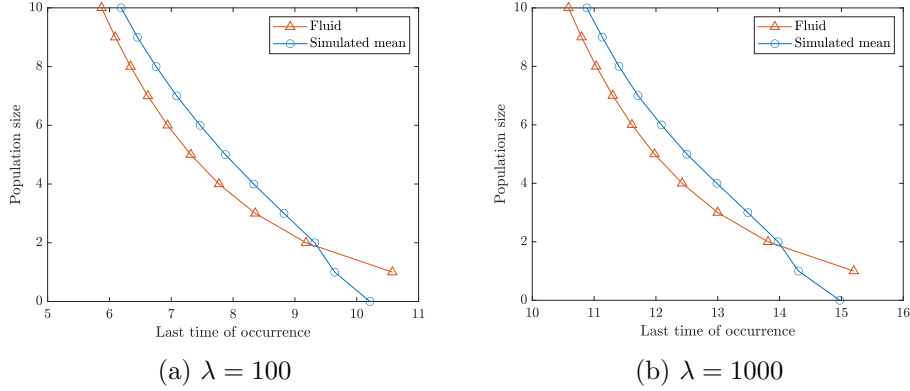 10
8
6
4
2
0
Population size
5 6 7 8 9 10 11
Last time of occurrence
Fluid
Simulated mean
(a) λ = 100
10
8
6
4
2
0
Population size
10 11 12 13 14 15 16
Last time of occurrence
Fluid
Simulated mean
(b) λ = 1000